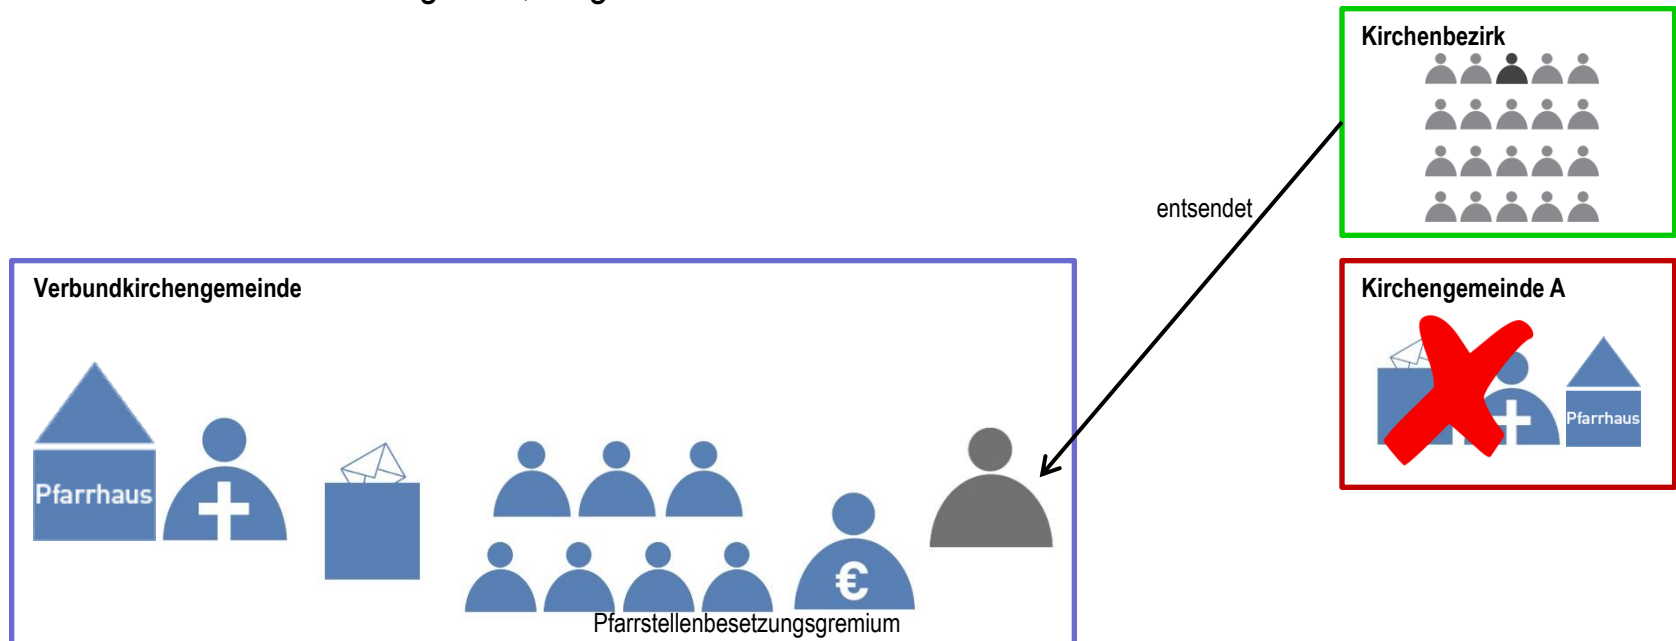 Kirchenbezirk
entsendet
Verbundkirchengemeinde
Kirchengemeinde A
Pfarrhaus
Pfarrhaus
€
Pfarrstellenbesetzungsgremium